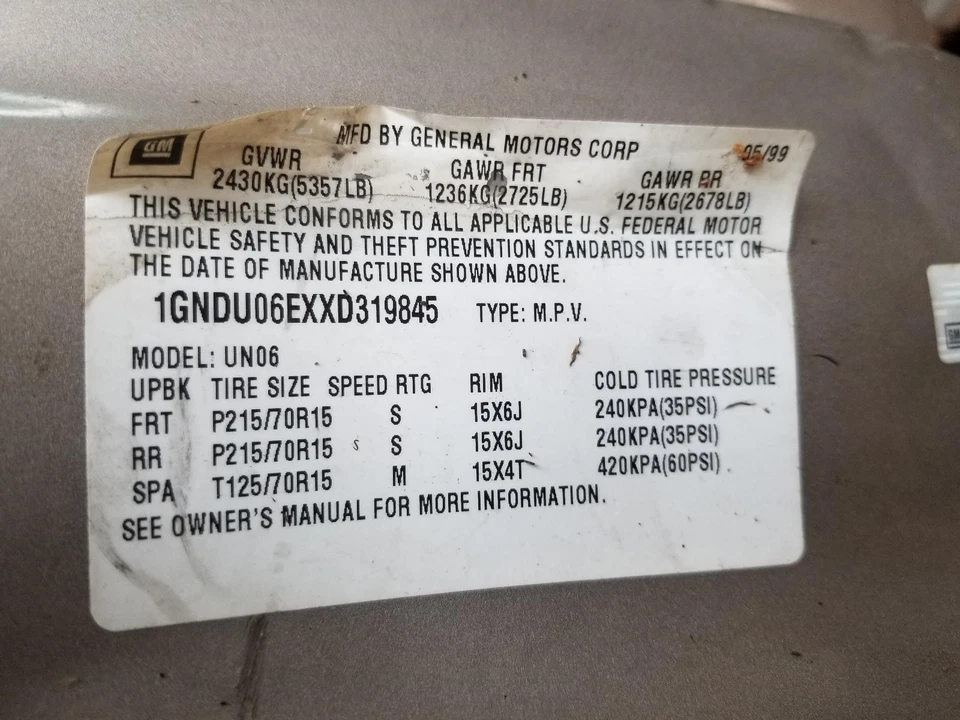 GM
MFD BY GENERAL MOTORS CORP 05/99
GVWR GAWR FRT GAWR RR
2430KG(5357LB) 1236KG(2725LB) 1215KG(2678LB)
THIS VEHICLE CONFORMS TO ALL APPLICABLE U.S. FEDERAL MOTOR
VEHICLE SAFETY AND THEFT PREVENTION STANDARDS IN EFFECT ON
THE DATE OF MANUFACTURE SHOWN ABOVE.
1GNDU06EXXD319845 TYPE: M.P.V.
MODEL: UN06
UPBK TIRE SIZE SPEED RTG RIM COLD TIRE PRESSURE
FRT P215/70R15 S 15X6J 240KPA(35PSI)
RR P215/70R15 S S 15X6J 240KPA(35PSI)
SPA T125/70R15 M 15X4T 420KPA(60PSI)
SEE OWNER'S MANUAL FOR MORE INFORMATION.
GM